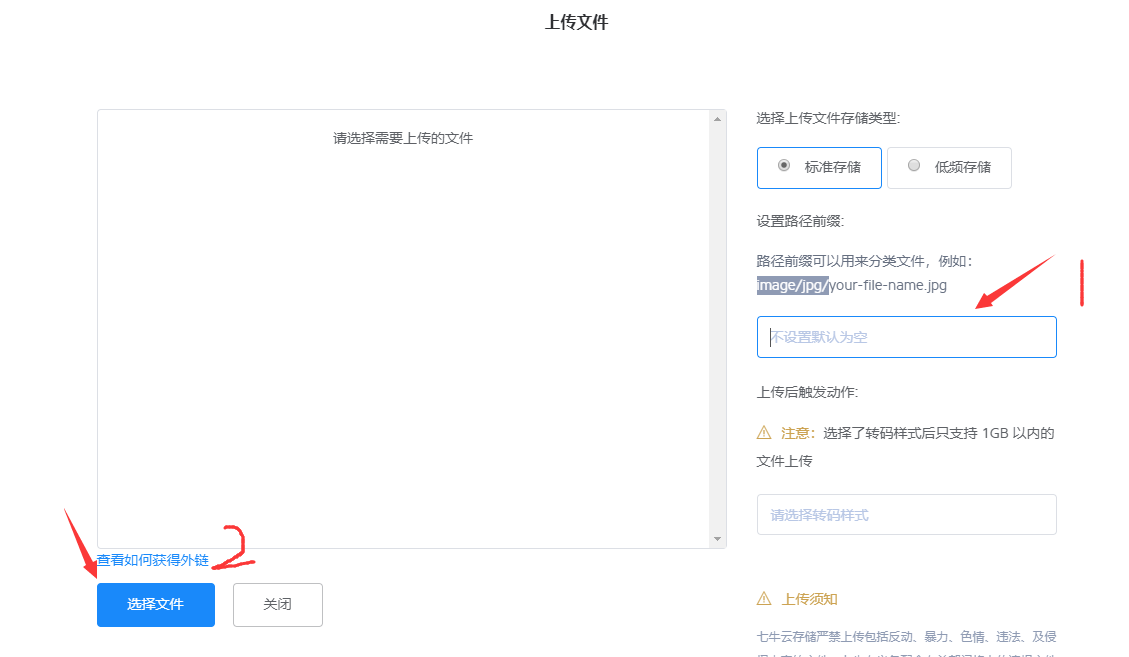 上传文件
请选择需要上传的文件
查看如何获得外链
2
选择文件
关闭
选择上传文件存储类型:
标准存储
低频存储
设置路径前缀:
路径前缀可以用来分类文件，例如：
image/jpg/your-file-name.jpg
1
不设置默认为空
上传后触发动作:
注意：选择了转码样式后只支持 1GB 以内的
文件上传
请选择转码样式
上传须知
七牛云存储严禁上传包括反动、暴力、色情、违法、及侵